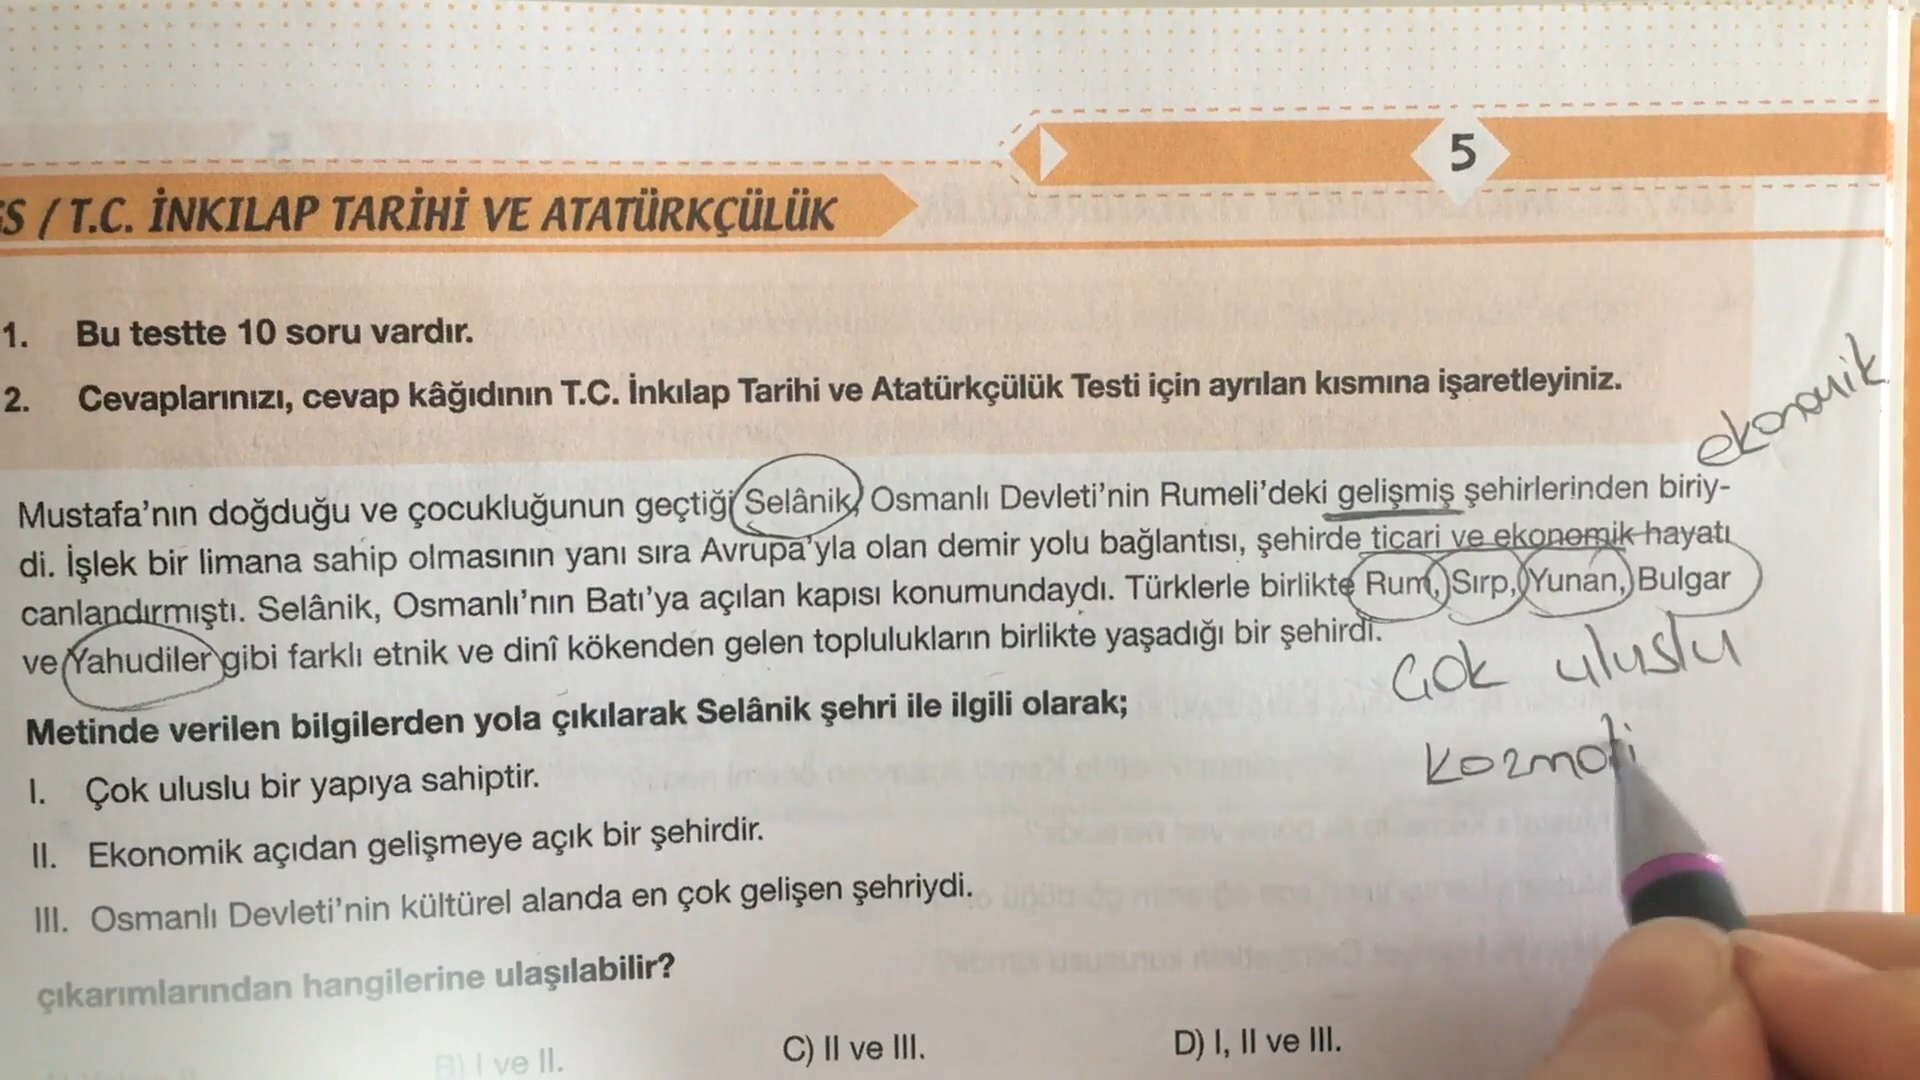 5
S / T.C. İNKILAP TARİHİ VE ATATÜRKÇÜLÜK
1. Bu testte 10 soru vardır.
2. Cevaplarınızı, cevap kâğıdının T.C. İnkılap Tarihi ve Atatürkçülük Testi için ayrılan kısmına işaretleyiniz.
ekonomik
Mustafa’nın doğduğu ve çocukluğunun geçtiği Selânik, Osmanlı Devleti’nin Rumeli’deki gelişmiş şehirlerinden biriy-
di. İşlek bir limana sahip olmasının yanı sıra Avrupa’yla olan demir yolu bağlantısı, şehirde ticari ve ekonomik hayatı
canlandırmıştı. Selânik, Osmanlı’nın Batı’ya açılan kapısı konumundaydı. Türklerle birlikte Rum, Sırp, Yunan, Bulgar
ve Yahudiler gibi farklı etnik ve dinî kökenden gelen toplulukların birlikte yaşadığı bir şehirdi.
Çok uluslu
Metinde verilen bilgilerden yola çıkılarak Selânik şehri ile ilgili olarak;
kozmoti
I. Çok uluslu bir yapıya sahiptir.
II. Ekonomik açıdan gelişmeye açık bir şehirdir.
III. Osmanlı Devleti’nin kültürel alanda en çok gelişen şehriydi.
çıkarımlarından hangilerine ulaşılabilir?
B) I ve II. C) II ve III. D) I, II ve III.